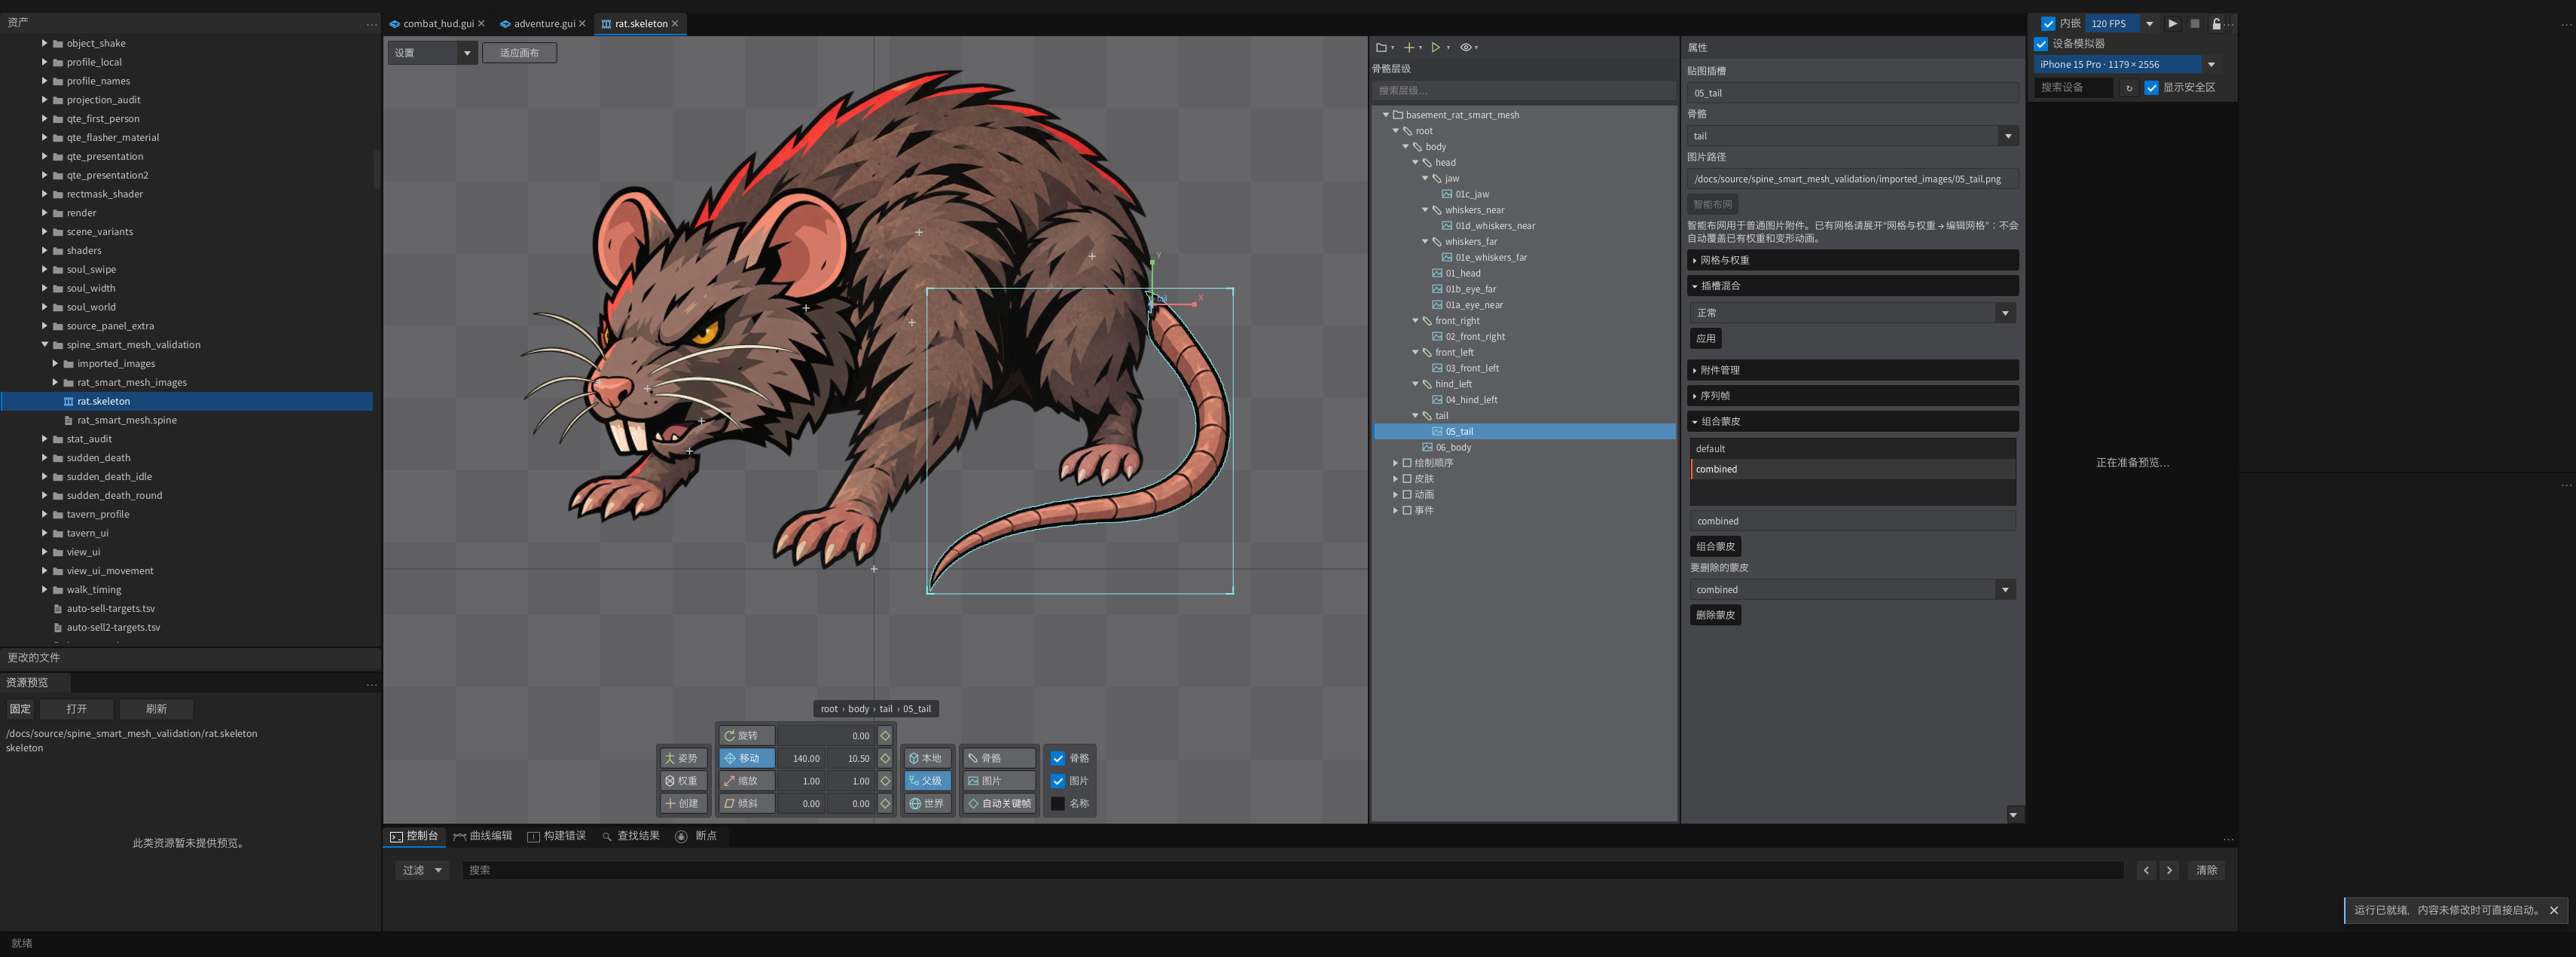 资产
object_shake
profile_local
profile_names
projection_audit
qte_first_person
qte_flasher_material
qte_presentation
qte_presentation2
rectmask_shader
render
scene_variants
shaders
soul_swipe
soul_width
soul_world
source_panel_extra
spine_smart_mesh_validation
imported_images
rat_smart_mesh_images
rat.skeleton
rat_smart_mesh.spine
stat_audit
sudden_death
sudden_death_idle
sudden_death_round
tavern_profile
tavern_ui
view_ui
view_ui_movement
walk_timing
auto-sell-targets.tsv
auto-sell2-targets.tsv
更改的文件
资源预览
固定 打开 刷新
/docs/source/spine_smart_mesh_validation/rat.skeleton
skeleton
此类资源暂未提供预览。
就绪
combat_hud.gui adventure.gui rat.skeleton
设置 适应画布
Y
tail
X
root › body › tail › 05_tail
姿势
权重
创建
旋转 0.00
移动 140.00 10.50
缩放 1.00 1.00
倾斜 0.00 0.00
本地
父级
世界
骨骼
图片
自动关键帧
骨骼
图片
名称
骨骼层级
搜索层级...
basement_rat_smart_mesh
root
body
head
jaw
01c_jaw
whiskers_near
01d_whiskers_near
whiskers_far
01e_whiskers_far
01_head
01b_eye_far
01a_eye_near
front_right
02_front_right
front_left
03_front_left
hind_left
04_hind_left
tail
05_tail
06_body
绘制顺序
皮肤
动画
事件
属性
贴图插槽
05_tail
骨骼
tail
图片路径
/docs/source/spine_smart_mesh_validation/imported_images/05_tail.png
智能布网
智能布网用于普通图片附件。已有网格请展开“网格与权重 → 编辑网格”；不会
自动覆盖已有权重和变形动画。
网格与权重
插槽混合
正常
应用
附件管理
序列帧
组合蒙皮
default
combined
combined
组合蒙皮
要删除的蒙皮
combined
删除蒙皮
内嵌 120 FPS
设备模拟器
iPhone 15 Pro · 1179 × 2556
搜索设备 显示安全区
正在准备预览...
控制台 曲线编辑 构建错误 查找结果 断点
过滤 搜索 清除
运行已就绪，内容未修改时可直接启动。